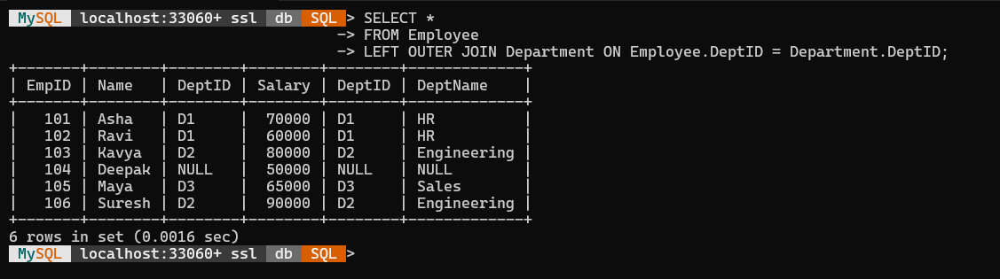 MySQL localhost:33060+ ssl db SQL > SELECT *
-> FROM Employee
-> LEFT OUTER JOIN Department ON Employee.DeptID = Department.DeptID;
+-------+--------+--------+--------+--------+-------------+
| EmpID | Name   | DeptID | Salary | DeptID | DeptName    |
+-------+--------+--------+--------+--------+-------------+
|   101 | Asha   | D1     |  70000 | D1     | HR          |
|   102 | Ravi   | D1     |  60000 | D1     | HR          |
|   103 | Kavya  | D2     |  80000 | D2     | Engineering |
|   104 | Deepak | NULL   |  50000 | NULL   | NULL        |
|   105 | Maya   | D3     |  65000 | D3     | Sales       |
|   106 | Suresh | D2     |  90000 | D2     | Engineering |
+-------+--------+--------+--------+--------+-------------+
6 rows in set (0.0016 sec)
MySQL localhost:33060+ ssl db SQL >